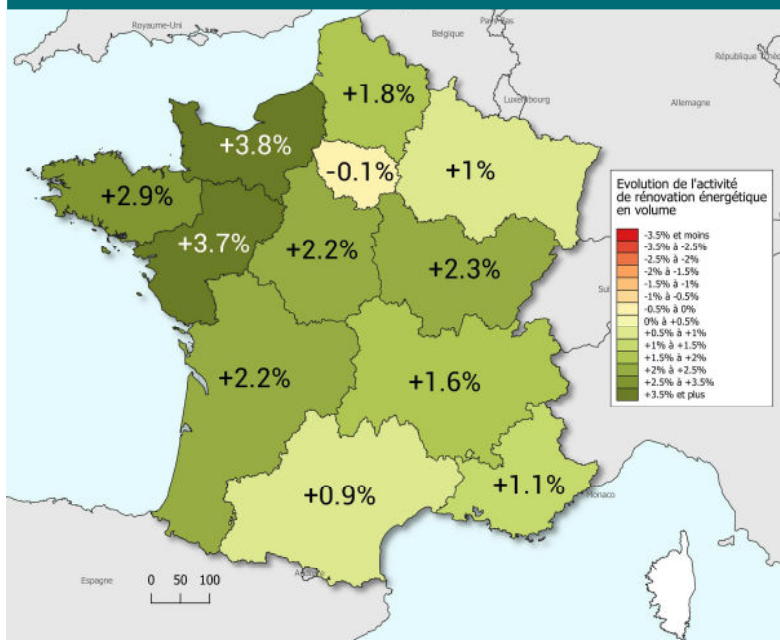 Royaume-Uni
Pays-Bas
Belgique
République Tchè
Luxembourg
Allemagne
+1.8%
+3.8%
-0.1%
+1%
+2.9%
+3.7%
+2.2%
+2.3%
Evolution de l'activité
de rénovation énergétique
en volume
-3.5% et moins
-3.5% à -2.5%
-2.5% à -2%
-2% à -1.5%
-1.5% à -1%
-1% à -0.5%
-0.5% à 0%
0% à +0.5%
+0.5% à +1%
+1% à +1.5%
+1.5% à +2%
+2% à +2.5%
+2.5% à +3.5%
+3.5% et plus
Sui
+2.2%
+1.6%
+0.9%
+1.1%
Monaco
Espagne
0 50 100